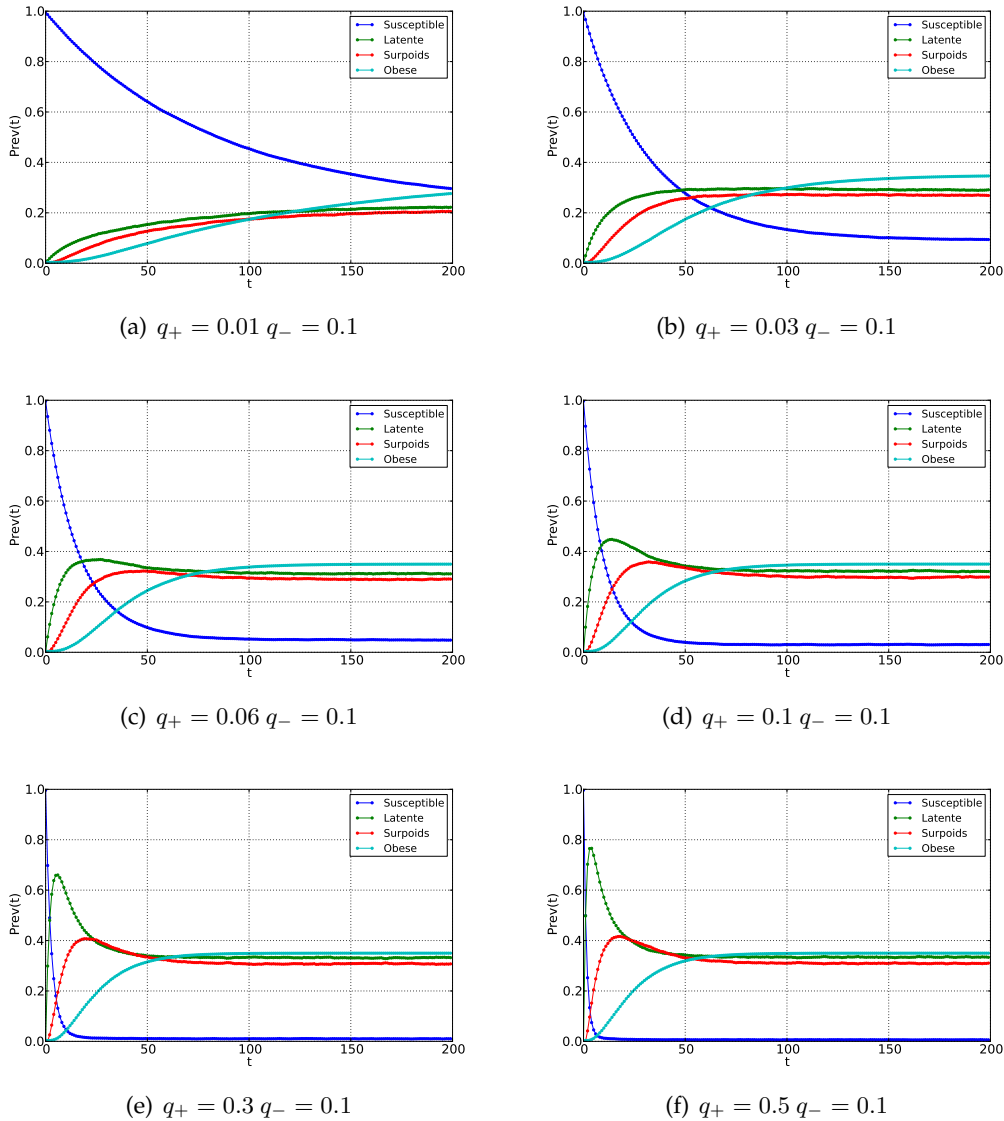 1.0
0.8
0.6
0.4
0.2
0.0
0 50 100 150 200
t
Prev(t)
Susceptible
Latente
Surpoids
Obese
(a) q+ = 0.01 q− = 0.1
1.0
0.8
0.6
0.4
0.2
0.0
0 50 100 150 200
t
Prev(t)
Susceptible
Latente
Surpoids
Obese
(b) q+ = 0.03 q− = 0.1
1.0
0.8
0.6
0.4
0.2
0.0
0 50 100 150 200
t
Prev(t)
Susceptible
Latente
Surpoids
Obese
(c) q+ = 0.06 q− = 0.1
1.0
0.8
0.6
0.4
0.2
0.0
0 50 100 150 200
t
Prev(t)
Susceptible
Latente
Surpoids
Obese
(d) q+ = 0.1 q− = 0.1
1.0
0.8
0.6
0.4
0.2
0.0
0 50 100 150 200
t
Prev(t)
Susceptible
Latente
Surpoids
Obese
(e) q+ = 0.3 q− = 0.1
1.0
0.8
0.6
0.4
0.2
0.0
0 50 100 150 200
t
Prev(t)
Susceptible
Latente
Surpoids
Obese
(f) q+ = 0.5 q− = 0.1